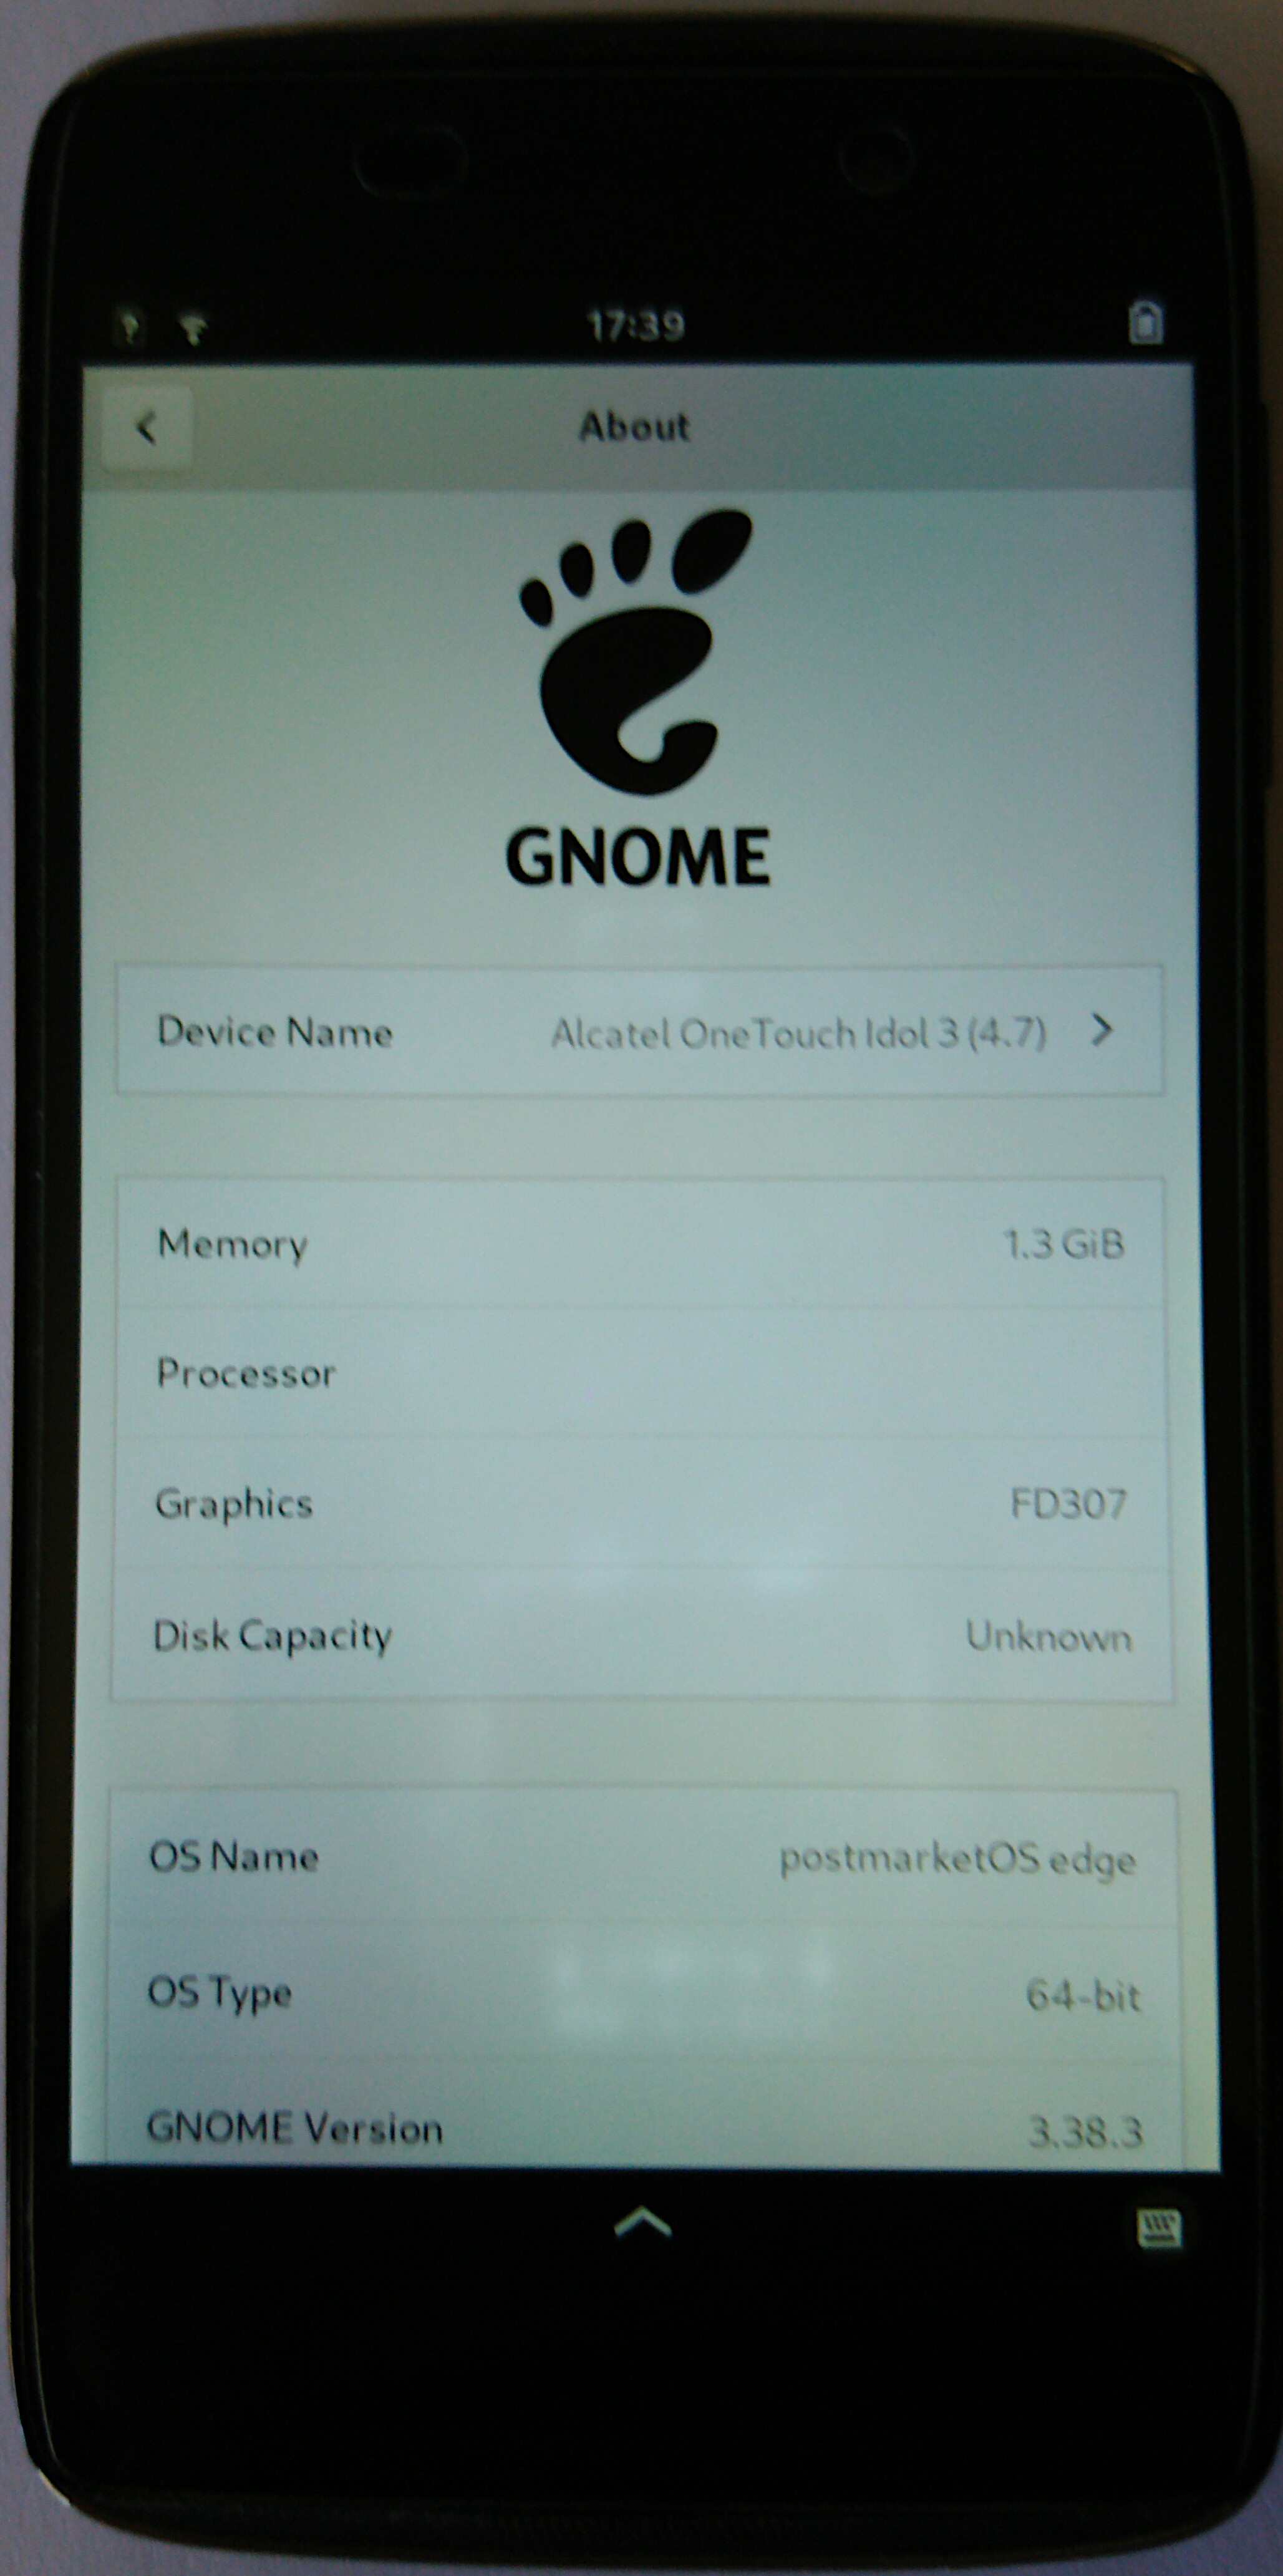 17:39
About
GNOME
Device Name Alcatel OneTouch Idol 3 (4.7)
Memory 1.3 GiB
Processor
Graphics FD307
Disk Capacity Unknown
OS Name postmarketOS edge
OS Type 64-bit
GNOME Version 3.38.3